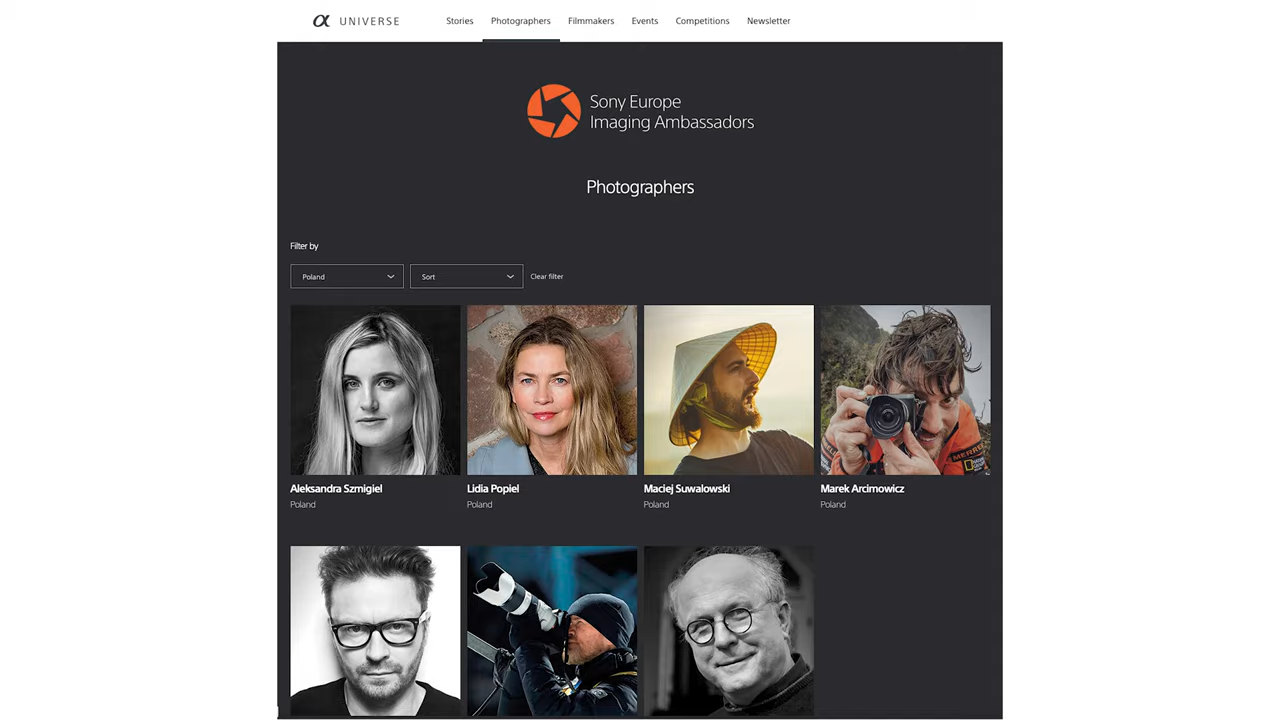 α UNIVERSE Stories Photographers Filmmakers Events Competitions Newsletter
Sony Europe
Imaging Ambassadors
Photographers
Filter by
Poland Sort Clear filter
Aleksandra Szmigiel Lidia Popiel Maciej Suwalowski Marek Arcimowicz
Poland Poland Poland Poland